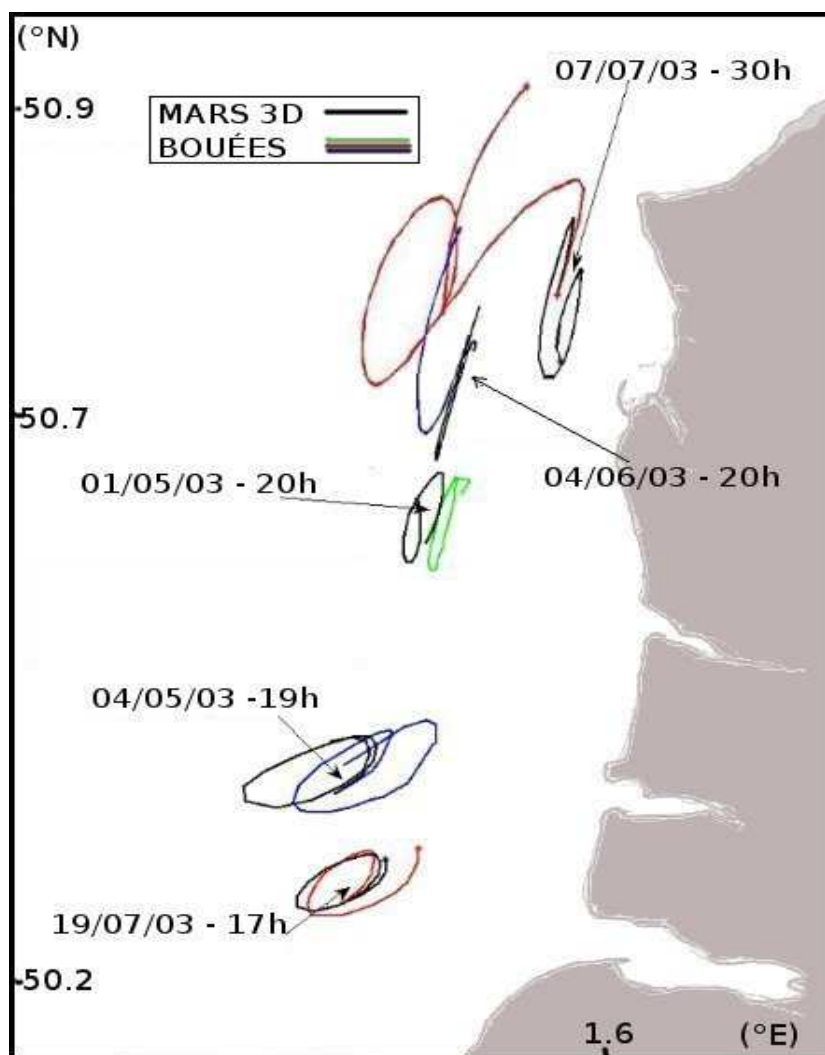 (°N)
07/07/03 - 30h
50.9
MARS 3D
BOUÉES
50.7
01/05/03 - 20h
04/06/03 - 20h
04/05/03 -19h
19/07/03 - 17h
50.2
1.6 (°E)